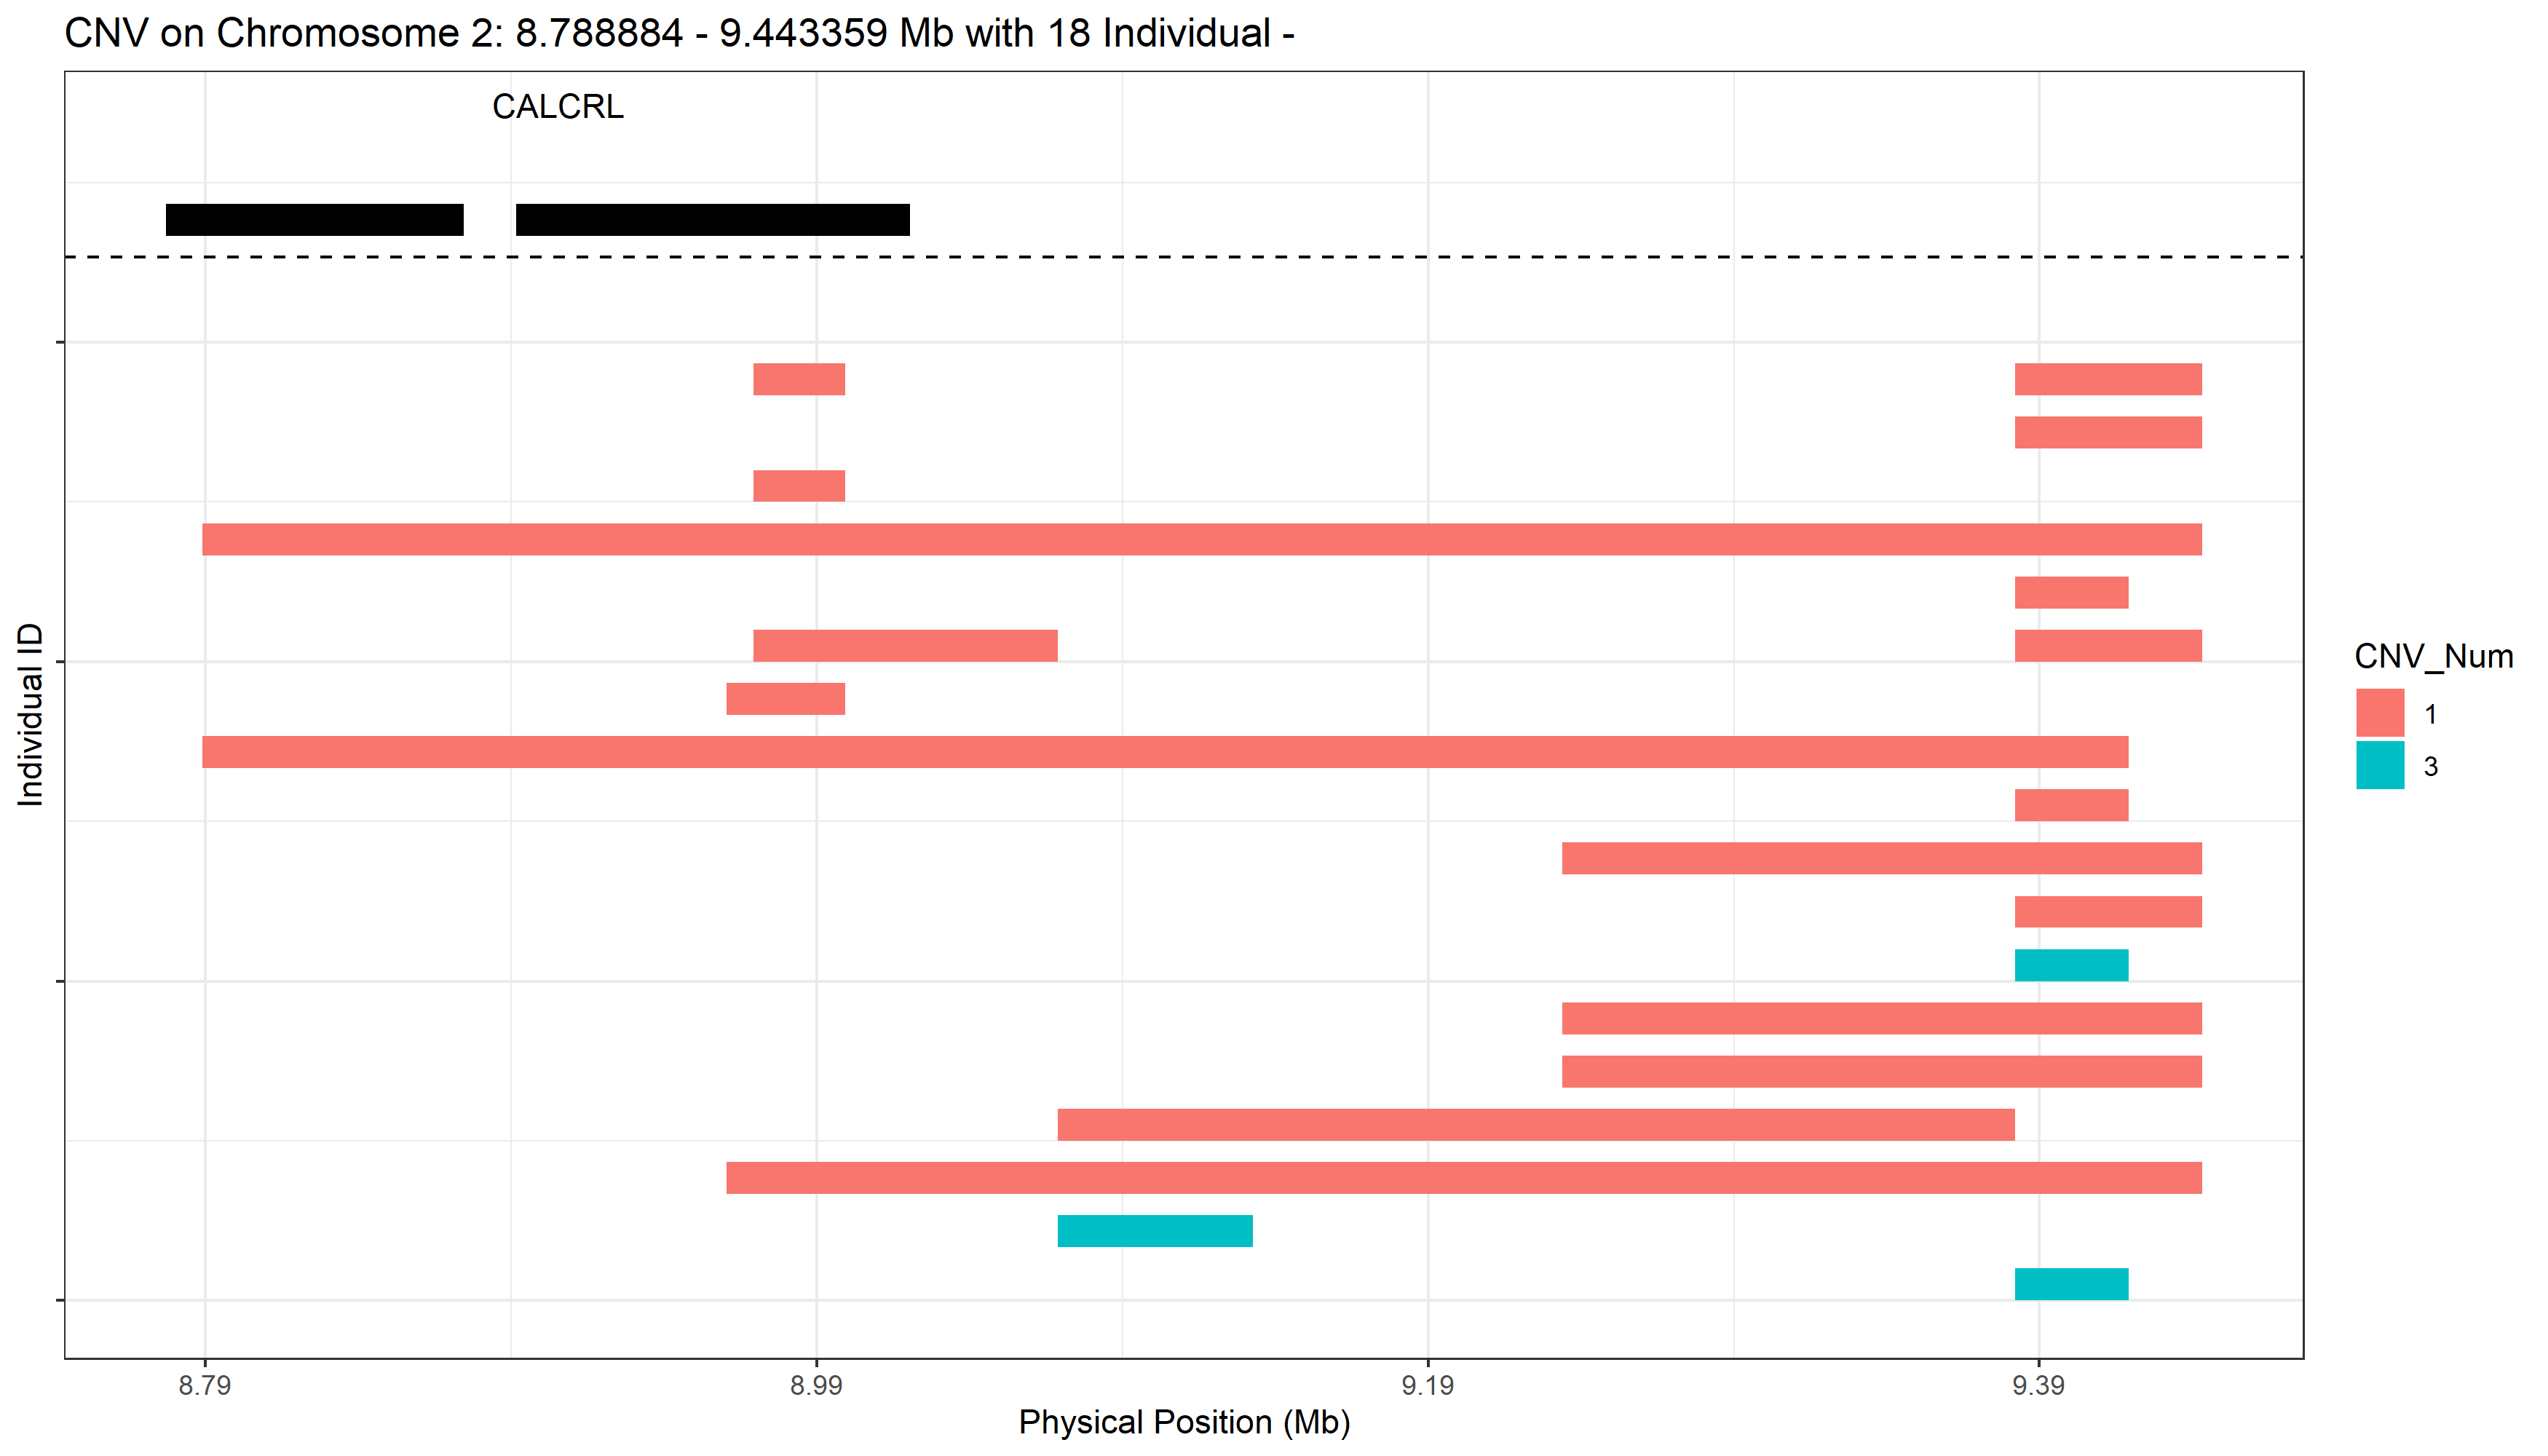 CNV on Chromosome 2: 8.788884 - 9.443359 Mb with 18 Individual -
CALCRL
Individual ID
CNV_Num
1
3
8.79
8.99
9.19
9.39
Physical Position (Mb)